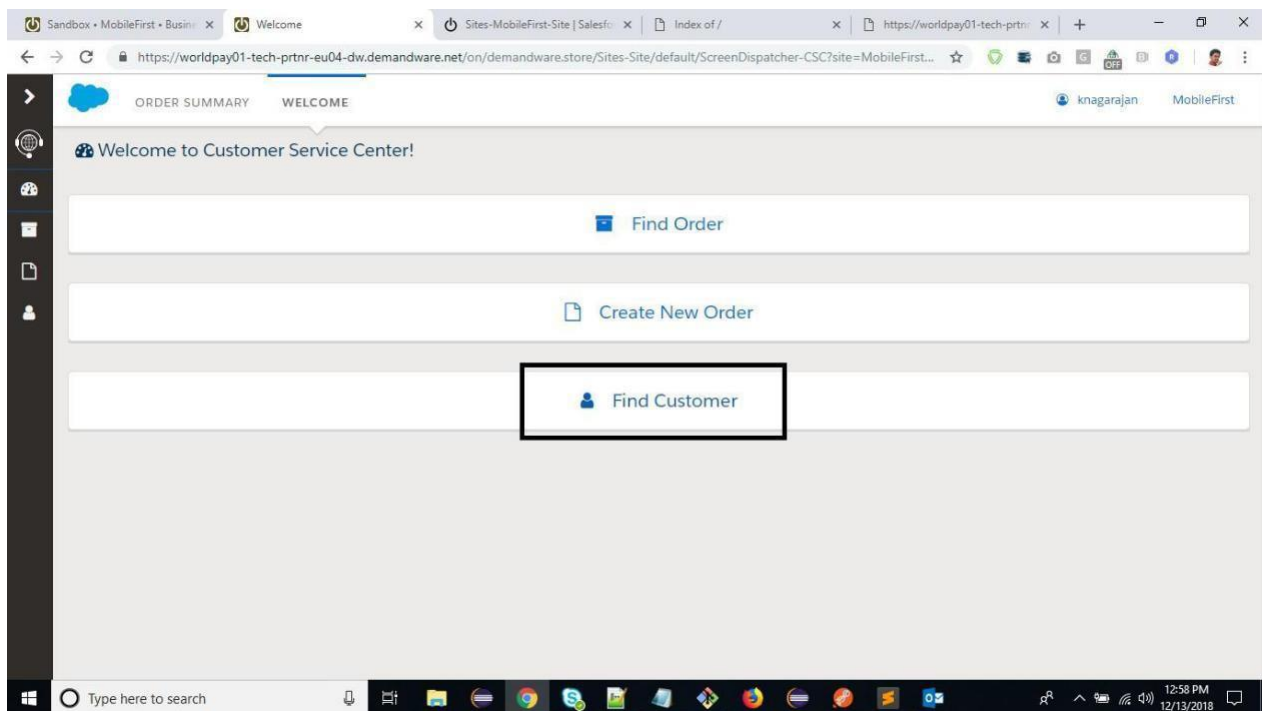 Sandbox • MobileFirst • Busin
Welcome
Sites-MobileFirst-Site | Salesfo
Index of /
https://worldpay01-tech-prtnr
https://worldpay01-tech-prtnr-eu04-dw.demandware.net/on/demandware.store/Sites-Site/default/ScreenDispatcher-CSC?site=MobileFirst...
OFF
ORDER SUMMARY
WELCOME
knagarajan
MobileFirst
Welcome to Customer Service Center!
Find Order
Create New Order
Find Customer
Type here to search
12:58 PM
12/13/2018